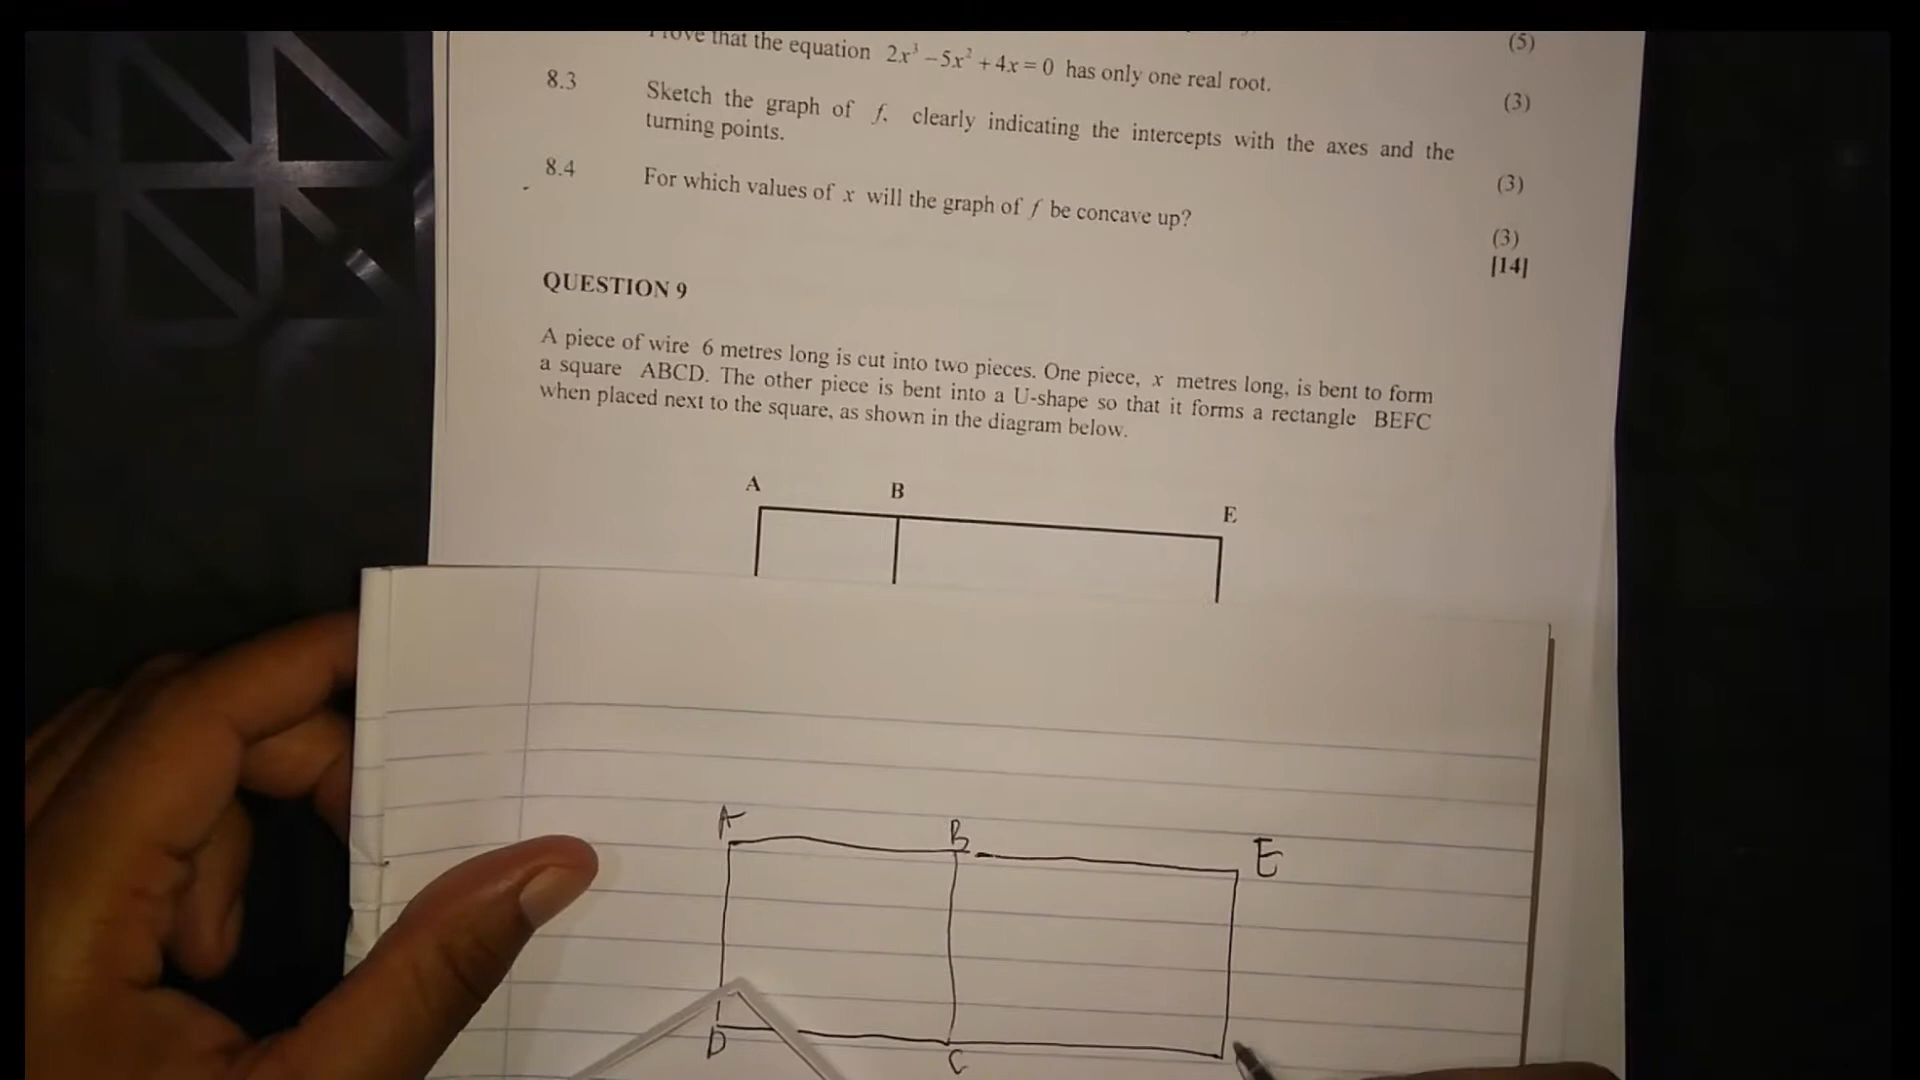 (5)
Prove that the equation 2x³ – 5x² + 4x = 0 has only one real root.
(3)
8.3 Sketch the graph of f, clearly indicating the intercepts with the axes and the
turning points.
(3)
8.4 For which values of x will the graph of f be concave up?
(3)
[14]
QUESTION 9
A piece of wire 6 metres long is cut into two pieces. One piece, x metres long, is bent to form
a square ABCD. The other piece is bent into a U-shape so that it forms a rectangle BEFC
when placed next to the square, as shown in the diagram below.
A B E
A B E
D C